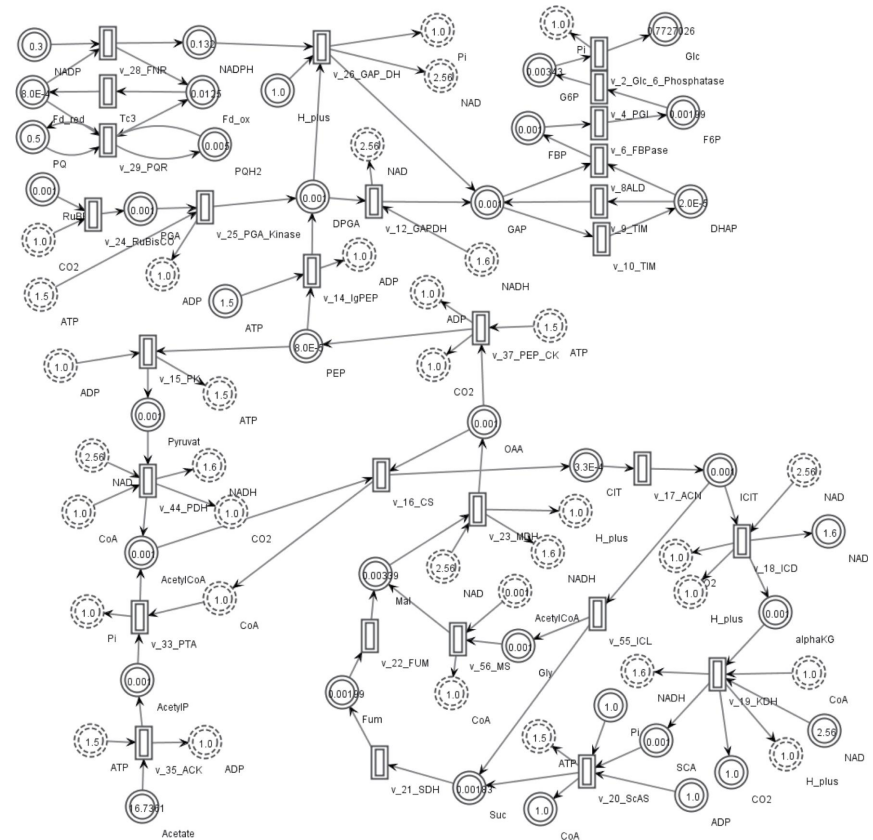 0.3
NADP
v_28_FNR
0.132
NADPH
1.0
H_plus
v_26_GAP_DH
1.0
Pi
2.56
NAD
1.0
Pi
0.7727026
Glc
0.00343
G6P
v_2_Glc_6_Phosphatase
8.0E-4
Fd_red
Tc3
0.0125
Fd_ox
0.5
PQ
v_29_PQR
0.005
PQH2
0.001
FBP
v_4_PGI
0.00199
F6P
v_6_FBPase
v_8ALD
0.001
1.0
CO2
v_24_RuBisCO
0.001
PGA
v_25_PGA_Kinase
0.001
DPGA
2.56
NAD
v_12_GAPDH
0.001
GAP
v_9_TIM
2.0E-5
DHAP
v_10_TIM
1.5
ATP
1.0
ADP
1.5
ATP
v_14_IgPEP
1.0
ADP
1.6
NADH
1.0
ADP
v_37_PEP_CK
1.5
ATP
1.0
CO2
8.0E-5
PEP
1.0
ADP
v_15_PK
1.5
ATP
0.001
Pyruvat
2.56
NAD
1.0
CoA
v_44_PDH
1.6
NADH
1.0
CO2
0.001
OAA
v_16_CS
3.3E-4
CIT
v_17_ACN
0.001
ICIT
2.56
NAD
0.001
AcetylCoA
v_23_MDH
1.0
H_plus
2.56
NAD
1.6
NADH
1.0
v_18_ICD
1.6
NAD
1.0
H_plus
0.00339
Mal
0.001
AcetylCoA
1.0
Pi
v_33_PTA
1.0
CoA
v_22_FUM
v_56_MS
0.001
Gly
v_55_ICL
0.001
alphaKG
0.001
AcetylP
0.00199
Fum
1.0
CoA
1.6
NADH
v_19_KDH
1.0
CoA
1.5
ATP
v_35_ACK
1.0
ADP
1.0
Pi
0.001
SCA
2.56
NAD
1.5
ATP
v_20_ScAS
1.0
CO2
1.0
H_plus
16.7361
Acetate
v_21_SDH
Suc
1.0
CoA
1.0
ADP